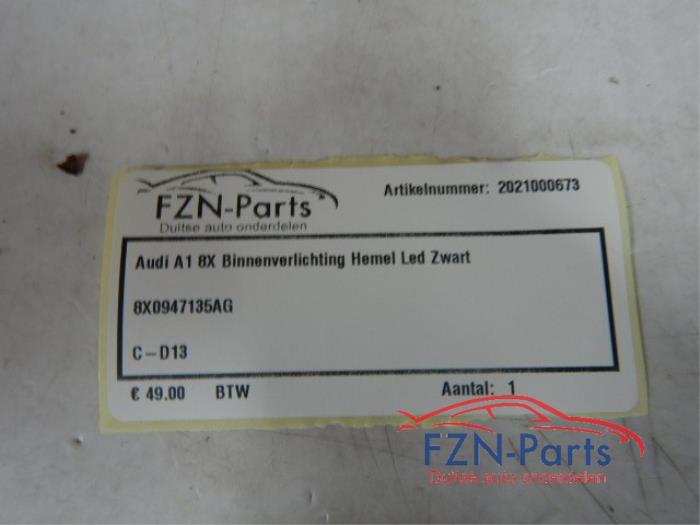 FZN-Parts
Duitse auto onderdelen
Artikelnummer: 2021000673
Audi A1 8X Binnenverlichting Hemel Led Zwart
8X0947135AG
C-D13
€ 49.00 BTW Aantal: 1
FZN-Parts
Duitse auto onderdelen